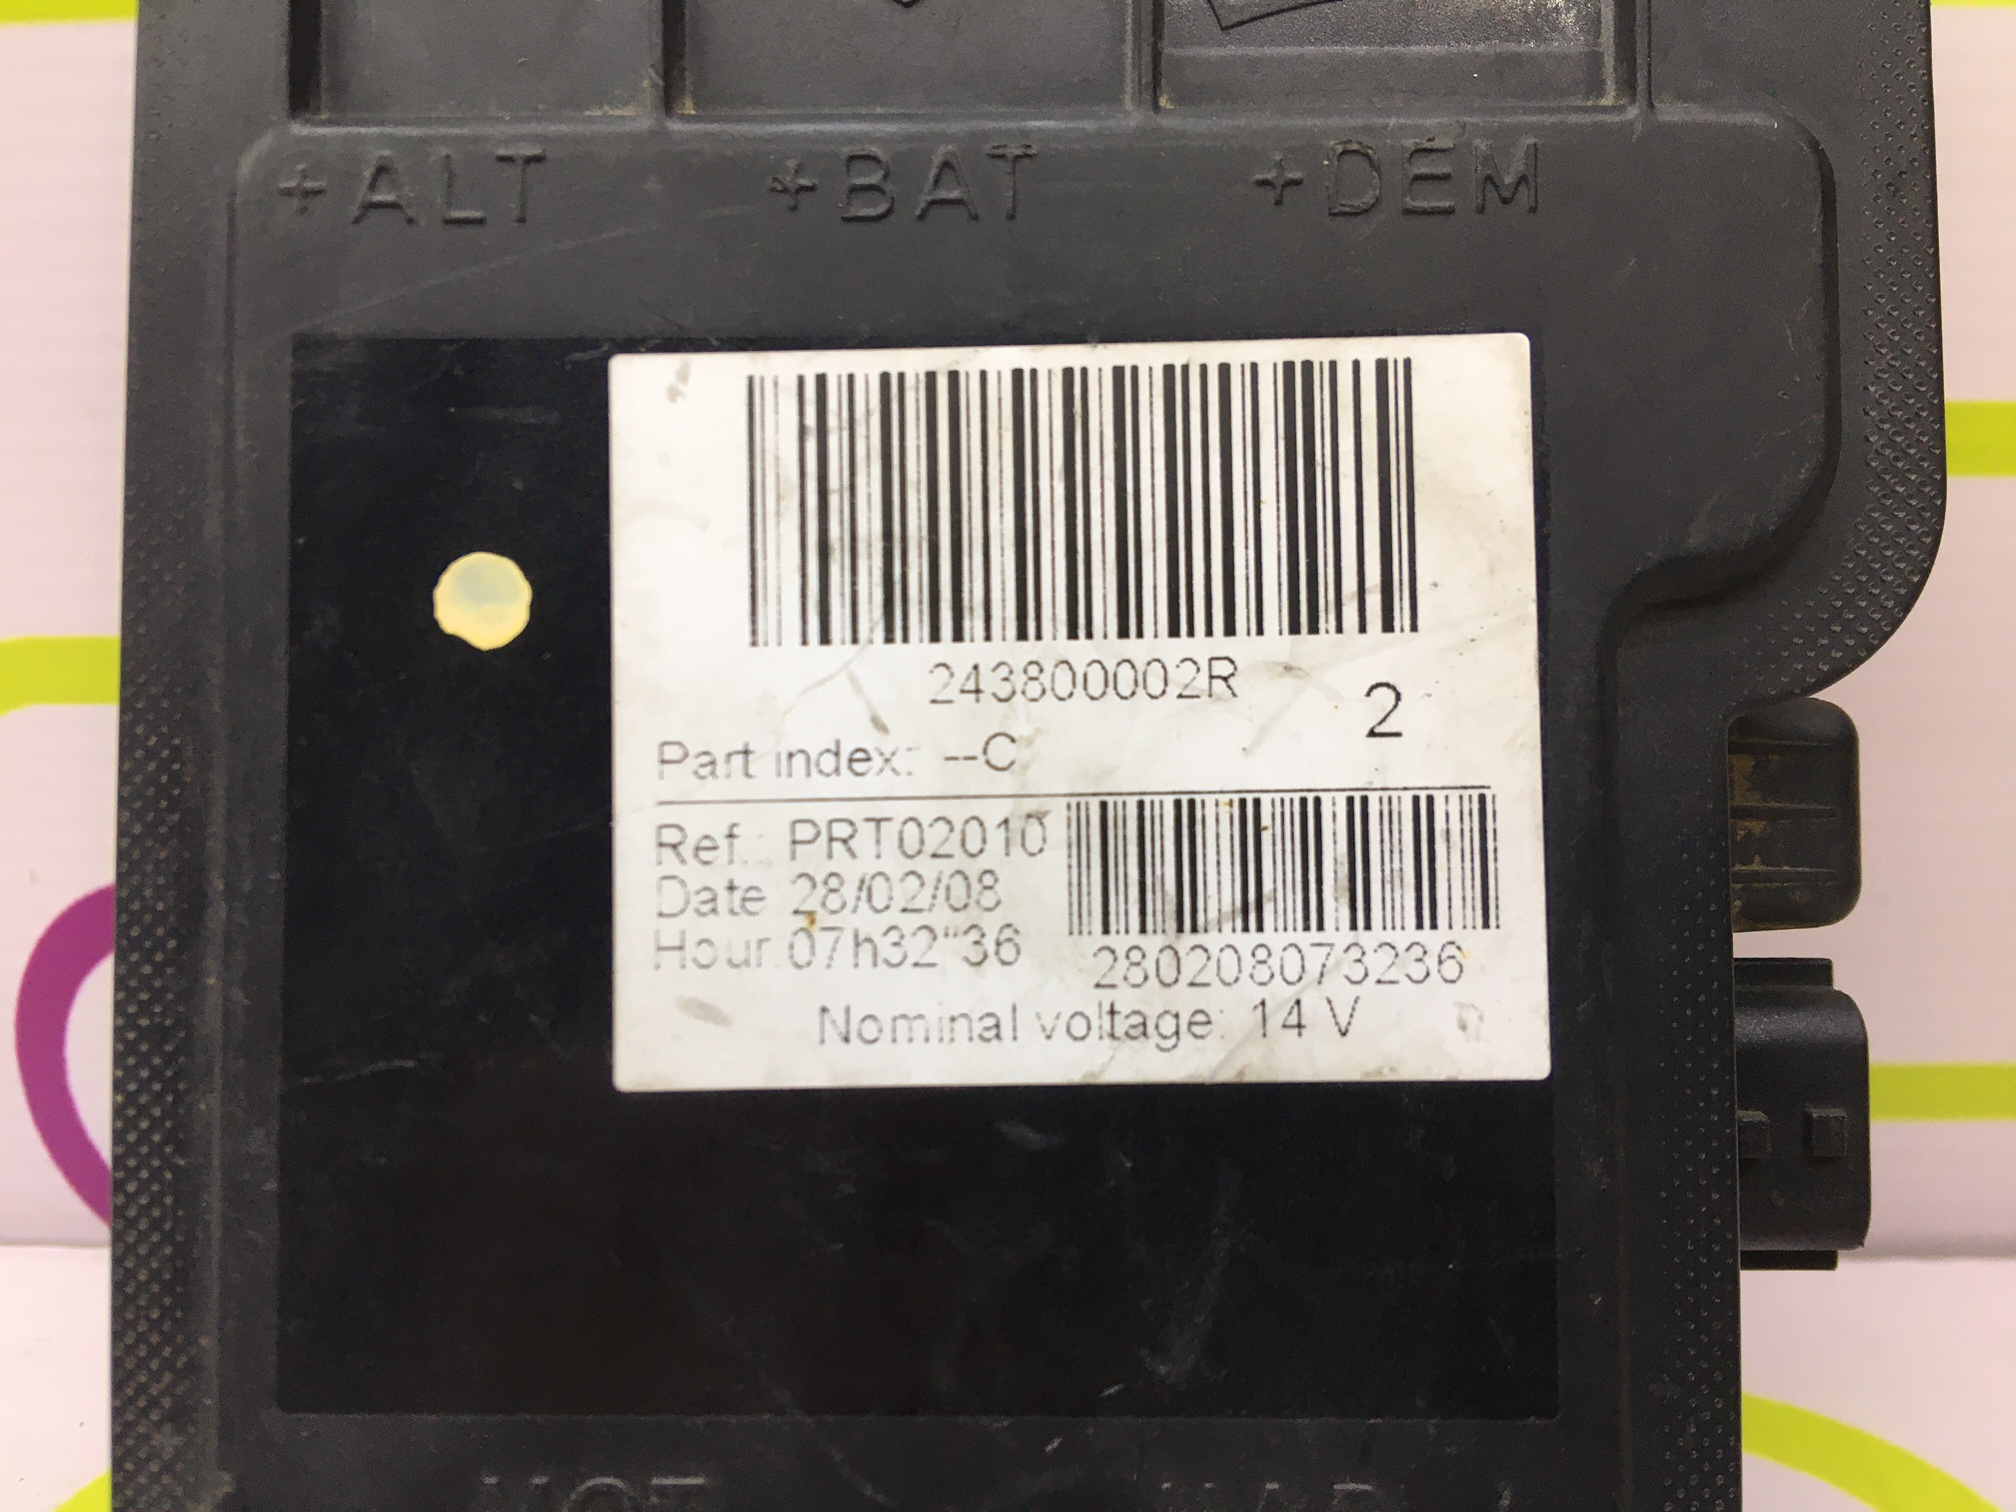 +ALT +BAT +DEM
243800002R
2
Part index: --C
Ref.: PRT02010
Date 28/02/08
Hour 07h32"36
280208073236
Nominal voltage: 14 V